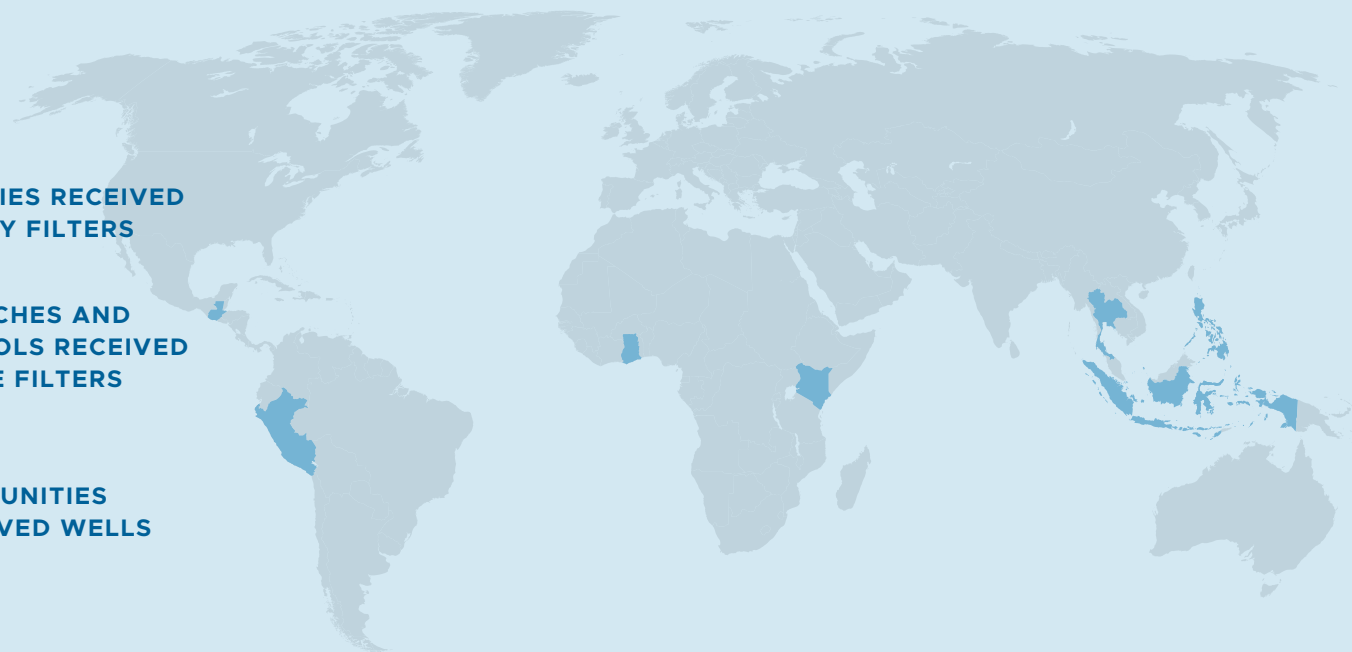 IES RECEIVED
Y FILTERS
CHES AND
OLS RECEIVED
E FILTERS
UNITIES
VED WELLS